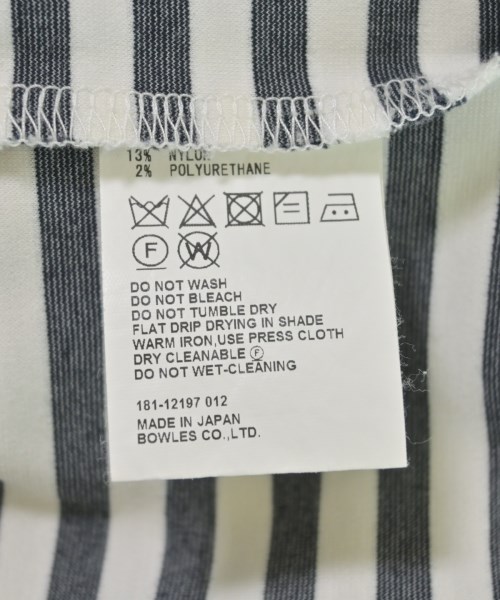 13% NYLON
2% POLYURETHANE
F W
DO NOT WASH
DO NOT BLEACH
DO NOT TUMBLE DRY
FLAT DRIP DRYING IN SHADE
WARM IRON,USE PRESS CLOTH
DRY CLEANABLE Ⓕ
DO NOT WET-CLEANING
181-12197 012
MADE IN JAPAN
BOWLES CO.,LTD.